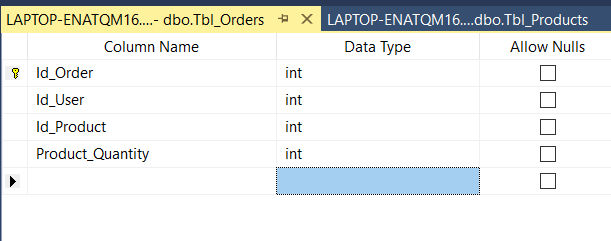 LAPTOP-ENATQM16....- dbo.Tbl_Orders LAPTOP-ENATQM16....dbo.Tbl_Products
Column Name Data Type Allow Nulls
Id_Order int
Id_User int
Id_Product int
Product_Quantity int